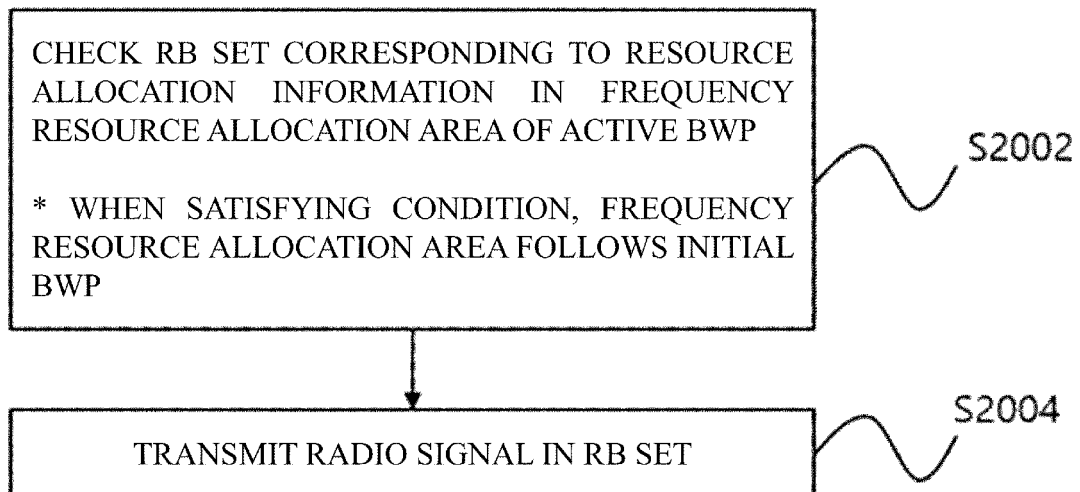 CHECK RB SET CORRESPONDING TO RESOURCE
ALLOCATION INFORMATION IN FREQUENCY
RESOURCE ALLOCATION AREA OF ACTIVE BWP
* WHEN SATISFYING CONDITION, FREQUENCY
RESOURCE ALLOCATION AREA FOLLOWS INITIAL
BWP
S2002
TRANSMIT RADIO SIGNAL IN RB SET
S2004